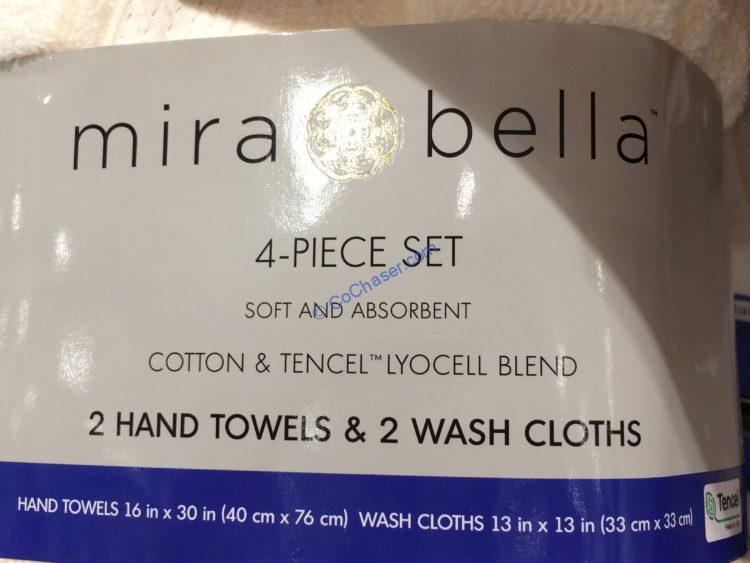 mira bella™
4-PIECE SET
© CoChaser.com
SOFT AND ABSORBENT
COTTON & TENCEL™ LYOCELL BLEND
2 HAND TOWELS & 2 WASH CLOTHS
HAND TOWELS 16 in x 30 in (40 cm x 76 cm) WASH CLOTHS 13 in x 13 in (33 cm x 33 cm)
Tencel